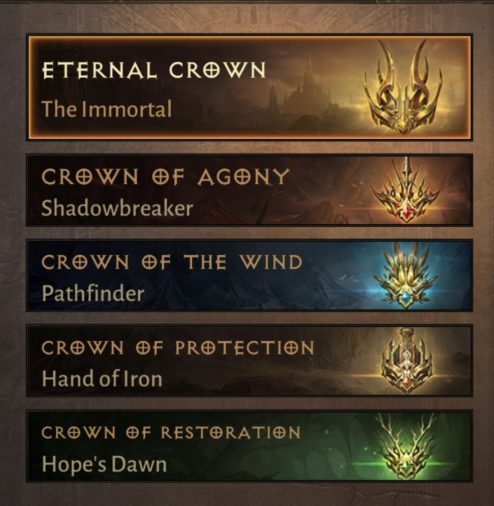 ETERNAL CROWN
The Immortal
CROWN OF AGONY
Shadowbreaker
CROWN OF THE WIND
Pathfinder
CROWN OF PROTECTION
Hand of Iron
CROWN OF RESTORATION
Hope's Dawn